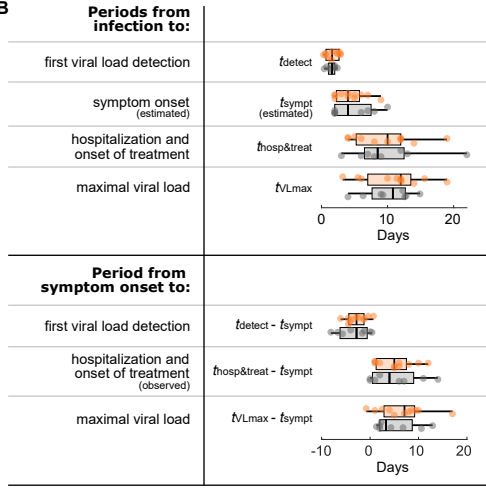 B
Periods from
infection to:
first viral load detection
tdetect
symptom onset
(estimated)
tsympt
(estimated)
hospitalization and
onset of treatment
thosp&treat
maximal viral load
tVLmax
0 10 20
Days
Period from
symptom onset to:
first viral load detection
tdetect - tsympt
hospitalization and
onset of treatment
(observed)
thosp&treat - tsympt
maximal viral load
tVLmax - tsympt
-10 0 10 20
Days